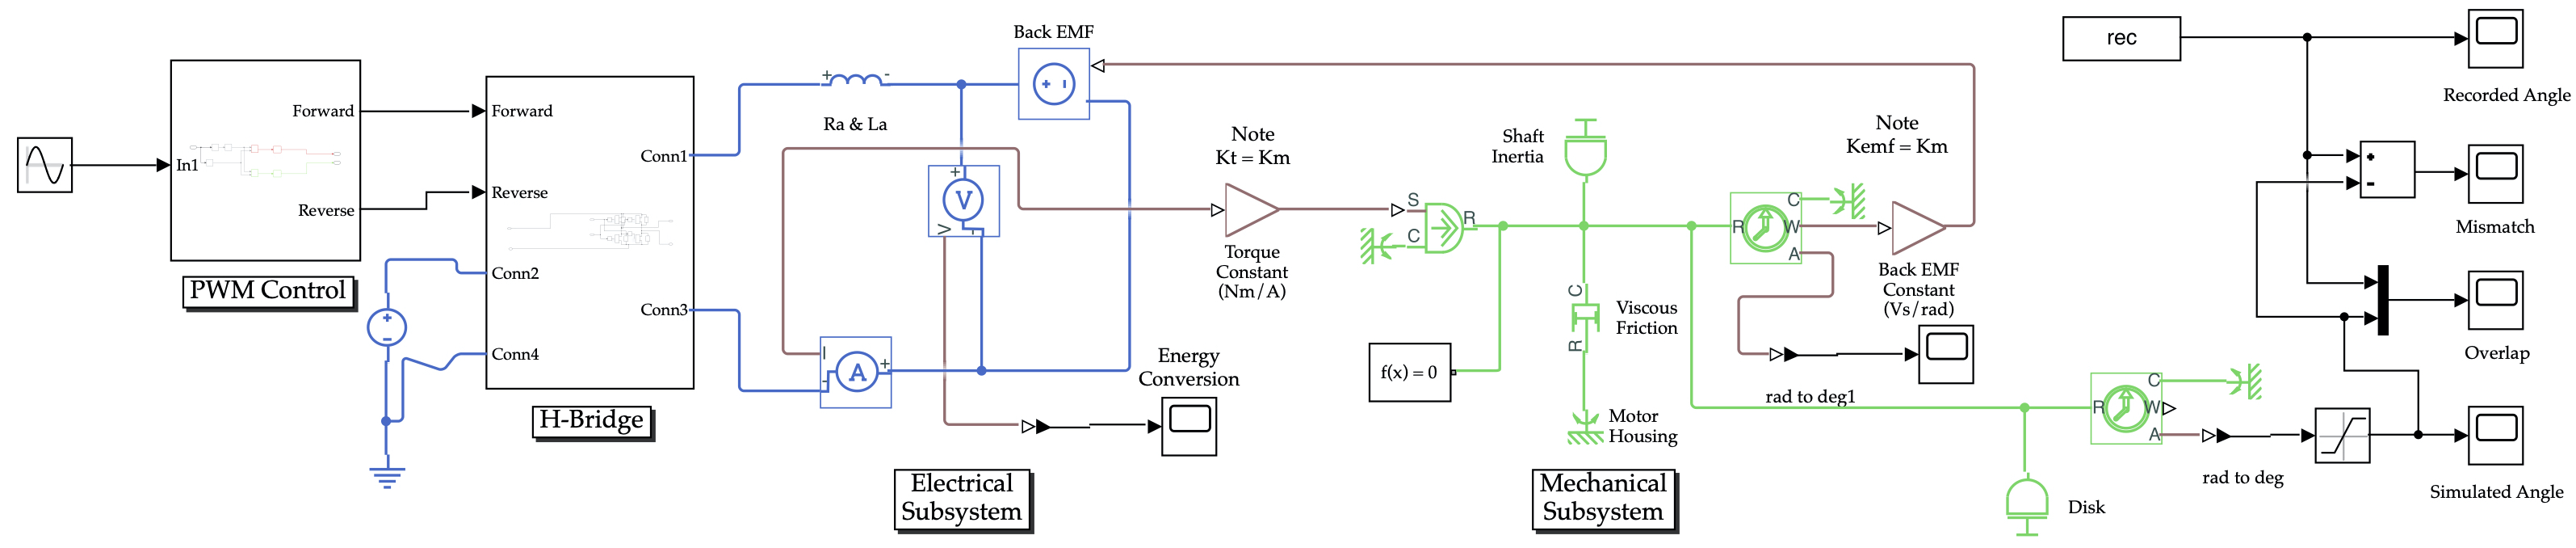 In1
Forward
Reverse
PWM Control
Forward
Reverse
Conn1
Conn2
Conn3
Conn4
H-Bridge
+
-
Ra & La
Back EMF
+
V
V
-
I
A
+
-
Energy
Conversion
Electrical
Subsystem
Note
Kt = Km
Torque
Constant
(Nm/A)
S
C
R
f(x) = 0
Shaft
Inertia
C
R
Viscous
Friction
Motor
Housing
Mechanical
Subsystem
R
C
W
A
Note
Kemf = Km
Back EMF
Constant
(Vs/rad)
rad to deg1
Disk
R
C
W
A
rad to deg
rec
Recorded Angle
+
-
Mismatch
Overlap
Simulated Angle